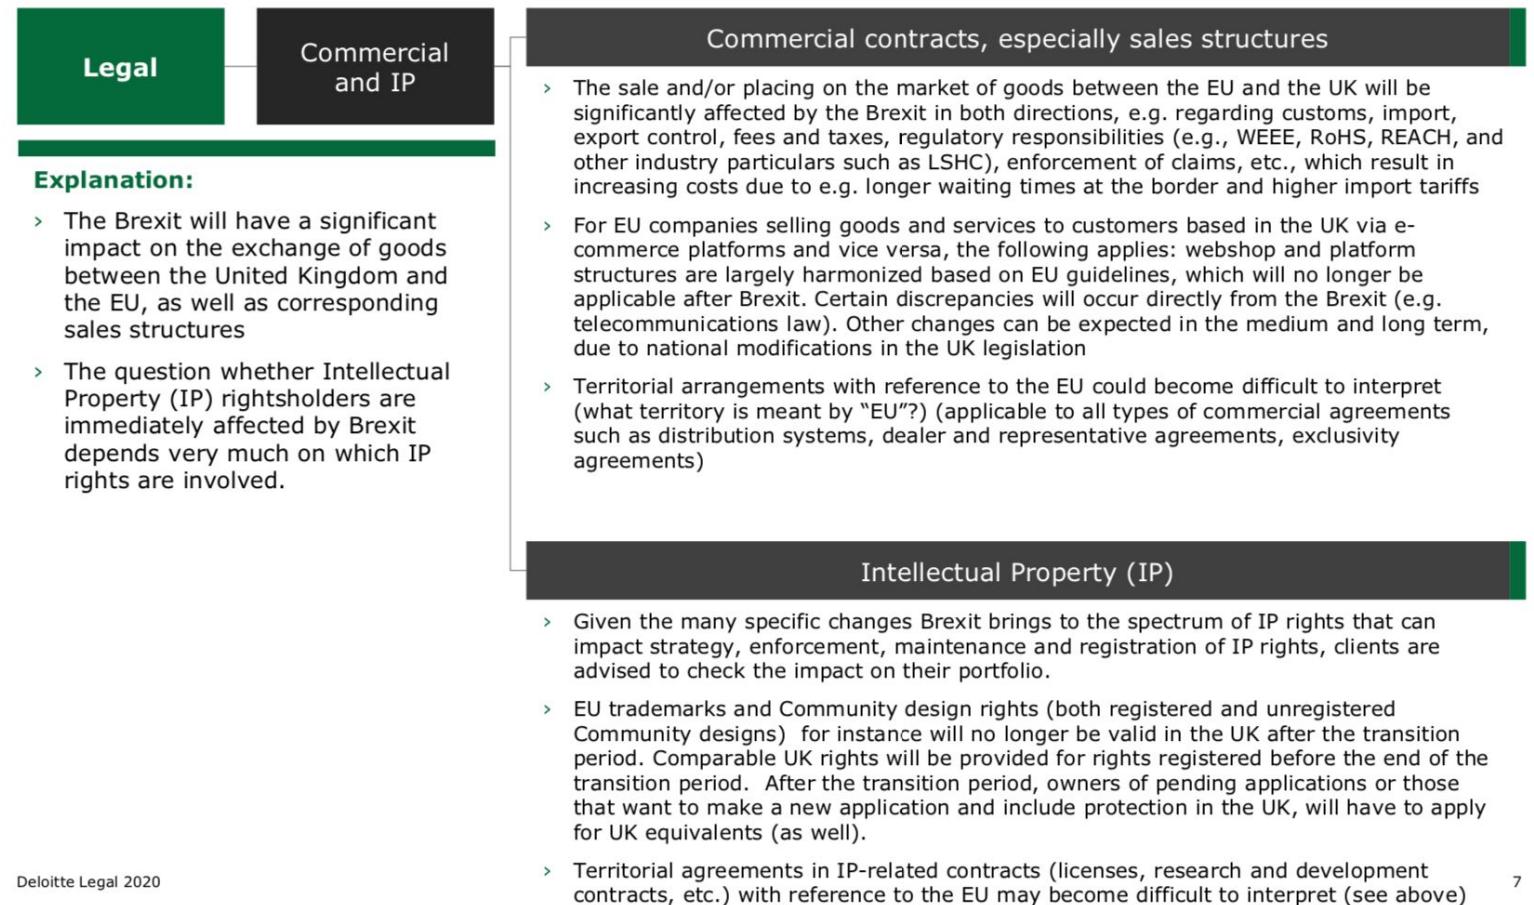 Legal
Commercial
and IP
Explanation:
› The Brexit will have a significant
impact on the exchange of goods
between the United Kingdom and
the EU, as well as corresponding
sales structures
› The question whether Intellectual
Property (IP) rightsholders are
immediately affected by Brexit
depends very much on which IP
rights are involved.
Commercial contracts, especially sales structures
› The sale and/or placing on the market of goods between the EU and the UK will be
significantly affected by the Brexit in both directions, e.g. regarding customs, import,
export control, fees and taxes, regulatory responsibilities (e.g., WEEE, RoHS, REACH, and
other industry particulars such as LSHC), enforcement of claims, etc., which result in
increasing costs due to e.g. longer waiting times at the border and higher import tariffs
› For EU companies selling goods and services to customers based in the UK via e-
commerce platforms and vice versa, the following applies: webshop and platform
structures are largely harmonized based on EU guidelines, which will no longer be
applicable after Brexit. Certain discrepancies will occur directly from the Brexit (e.g.
telecommunications law). Other changes can be expected in the medium and long term,
due to national modifications in the UK legislation
› Territorial arrangements with reference to the EU could become difficult to interpret
(what territory is meant by “EU”?) (applicable to all types of commercial agreements
such as distribution systems, dealer and representative agreements, exclusivity
agreements)
Intellectual Property (IP)
› Given the many specific changes Brexit brings to the spectrum of IP rights that can
impact strategy, enforcement, maintenance and registration of IP rights, clients are
advised to check the impact on their portfolio.
› EU trademarks and Community design rights (both registered and unregistered
Community designs)  for instance will no longer be valid in the UK after the transition
period. Comparable UK rights will be provided for rights registered before the end of the
transition period.  After the transition period, owners of pending applications or those
that want to make a new application and include protection in the UK, will have to apply
for UK equivalents (as well).
› Territorial agreements in IP-related contracts (licenses, research and development
contracts, etc.) with reference to the EU may become difficult to interpret (see above)
Deloitte Legal 2020
7